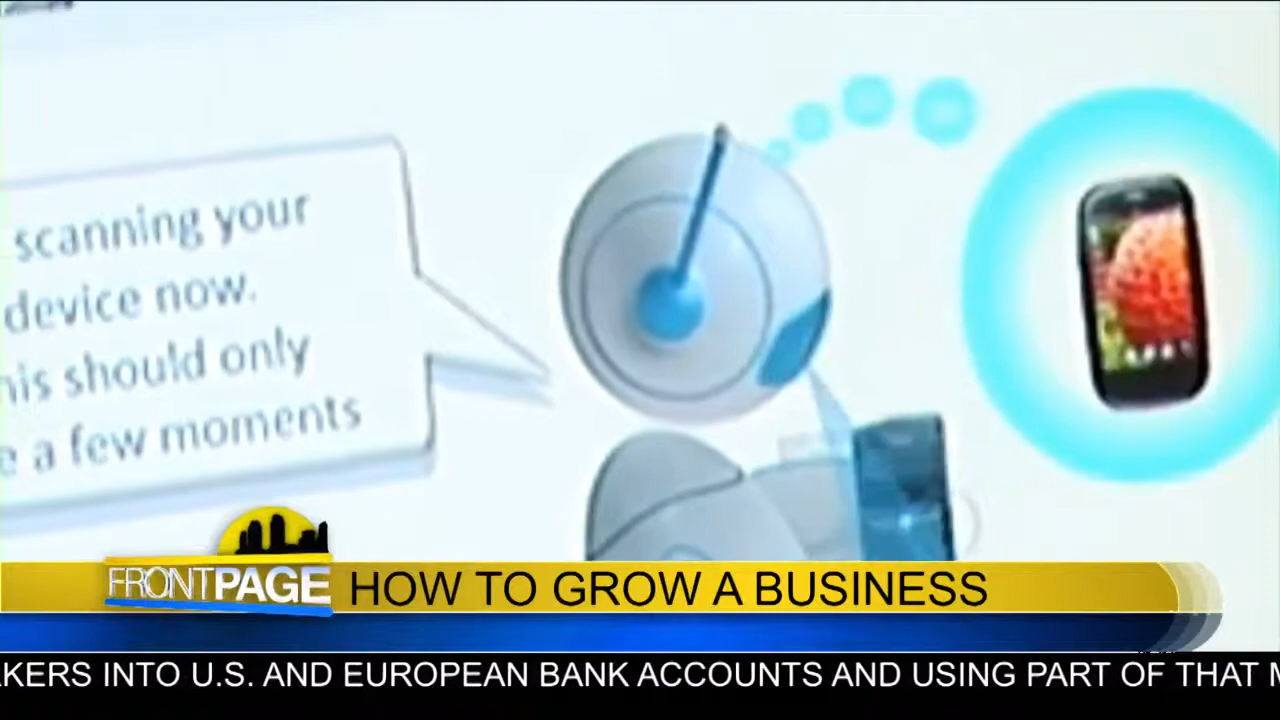 scanning your
device now.
his should only
e a few moments
FRONTPAGE HOW TO GROW A BUSINESS
AKERS INTO U.S. AND EUROPEAN BANK ACCOUNTS AND USING PART OF THAT M